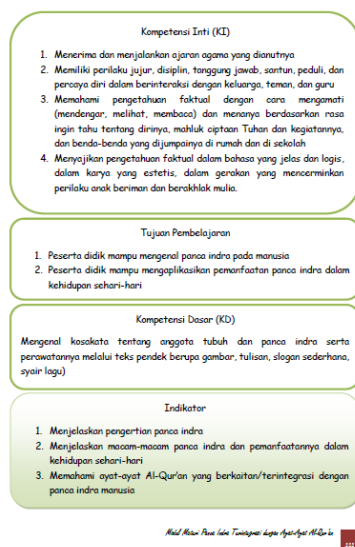 Kompetensi Inti (KI)
1. Menerima dan menjalankan ajaran agama yang dianutnya
2. Memiliki perilaku jujur, disiplin, tanggung jawab, santun, peduli, dan
percaya diri dalam berinteraksi dengan keluarga, teman, dan guru
3. Memahami pengetahuan faktual dengan cara mengamati
(mendengar, melihat, membaca) dan menanya berdasarkan rasa
ingin tahu tentang dirinya, mahluk ciptaan Tuhan dan kegiatannya,
dan benda-benda yang dijumpainya di rumah dan di sekolah
4. Menyajikan pengetahuan faktual dalam bahasa yang jelas dan logis,
dalam karya yang estetis, dalam gerakan yang mencerminkan
perilaku anak beriman dan berakhlak mulia.
Tujuan Pembelajaran
1. Peserta didik mampu mengenal panca indra pada manusia
2. Peserta didik mampu mengaplikasikan pemanfaatan panca indra dalam
kehidupan sehari-hari
Kompetensi Dasar (KD)
Mengenal kosakata tentang anggota tubuh dan panca indra serta
perawatannya melalui teks pendek berupa gambar, tulisan, slogan sederhana,
syair lagu)
Indikator
1. Menjelaskan pengertian panca indra
2. Menjelaskan macam-macam panca indra dan pemanfaatannya dalam
kehidupan sehari-hari
3. Memahami ayat-ayat Al-Qur'an yang berkaitan/terintegrasi dengan
panca indra manusia
Panca Indra Terintegrasi dengan Ayat-Ayat Al-Qur'an